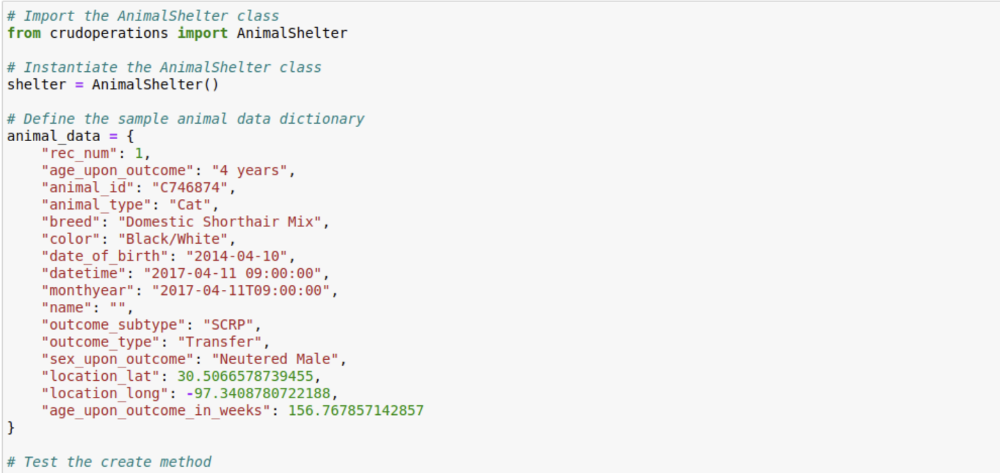 # Import the AnimalShelter class
from crudoperations import AnimalShelter

# Instantiate the AnimalShelter class
shelter = AnimalShelter()

# Define the sample animal data dictionary
animal_data = {
    "rec_num": 1,
    "age_upon_outcome": "4 years",
    "animal_id": "C746874",
    "animal_type": "Cat",
    "breed": "Domestic Shorthair Mix",
    "color": "Black/White",
    "date_of_birth": "2014-04-10",
    "datetime": "2017-04-11 09:00:00",
    "monthyear": "2017-04-11T09:00:00",
    "name": "",
    "outcome_subtype": "SCRP",
    "outcome_type": "Transfer",
    "sex_upon_outcome": "Neutered Male",
    "location_lat": 30.5066578739455,
    "location_long": -97.3408780722188,
    "age_upon_outcome_in_weeks": 156.767857142857
}

# Test the create method